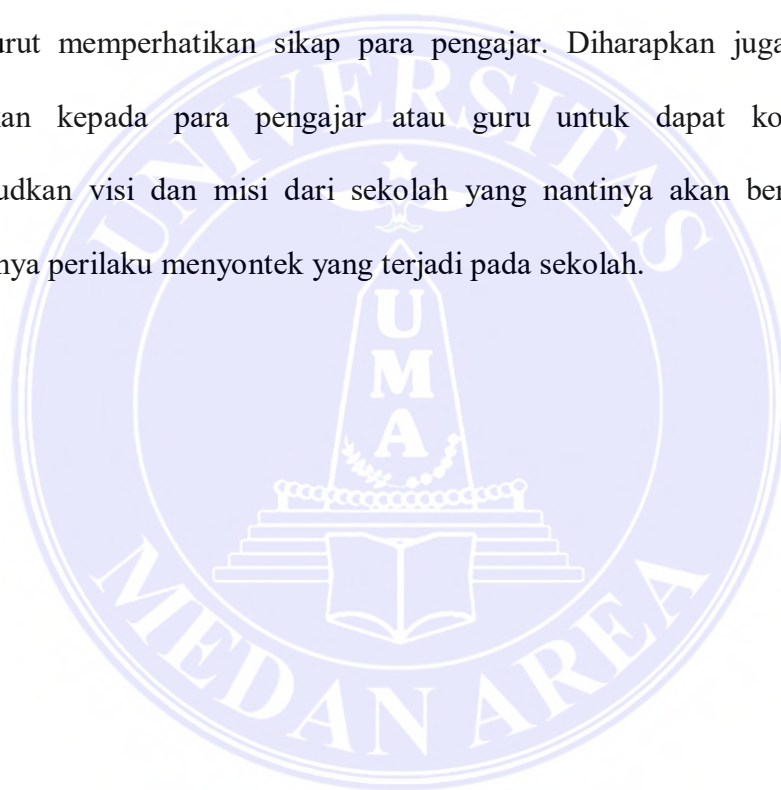 urut memperhatikan sikap para pengajar. Diharapkan juga
an kepada para pengajar atau guru untuk dapat ko
udkan visi dan misi dari sekolah yang nantinya akan ber
nya perilaku menyontek yang terjadi pada sekolah.
UNIVERSITAS
U
M
A
MEDAN AREA